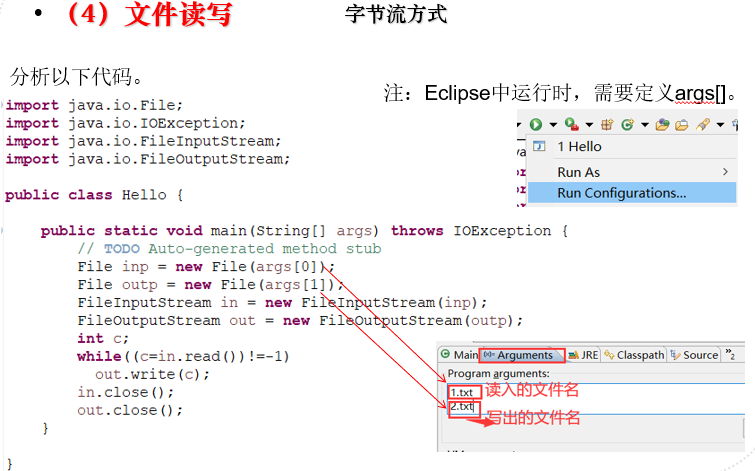 • （4）文件读写
字节流方式
分析以下代码。
注：Eclipse中运行时，需要定义args[]。
import java.io.File;
import java.io.IOException;
import java.io.FileInputStream;
import java.io.FileOutputStream;
public class Hello {
public static void main(String[] args) throws IOException {
// TODO Auto-generated method stub
File inp = new File(args[0]);
File outp = new File(args[1]);
FileInputStream in = new FileInputStream(inp);
FileOutputStream out = new FileOutputStream(outp);
int c;
while((c=in.read())!=-1)
out.write(c);
in.close();
out.close();
}
}
1 Hello
Run As
Run Configurations...
Main Arguments JRE Classpath Source »2
Program arguments:
1.txt 读入的文件名
2.txt 写出的文件名